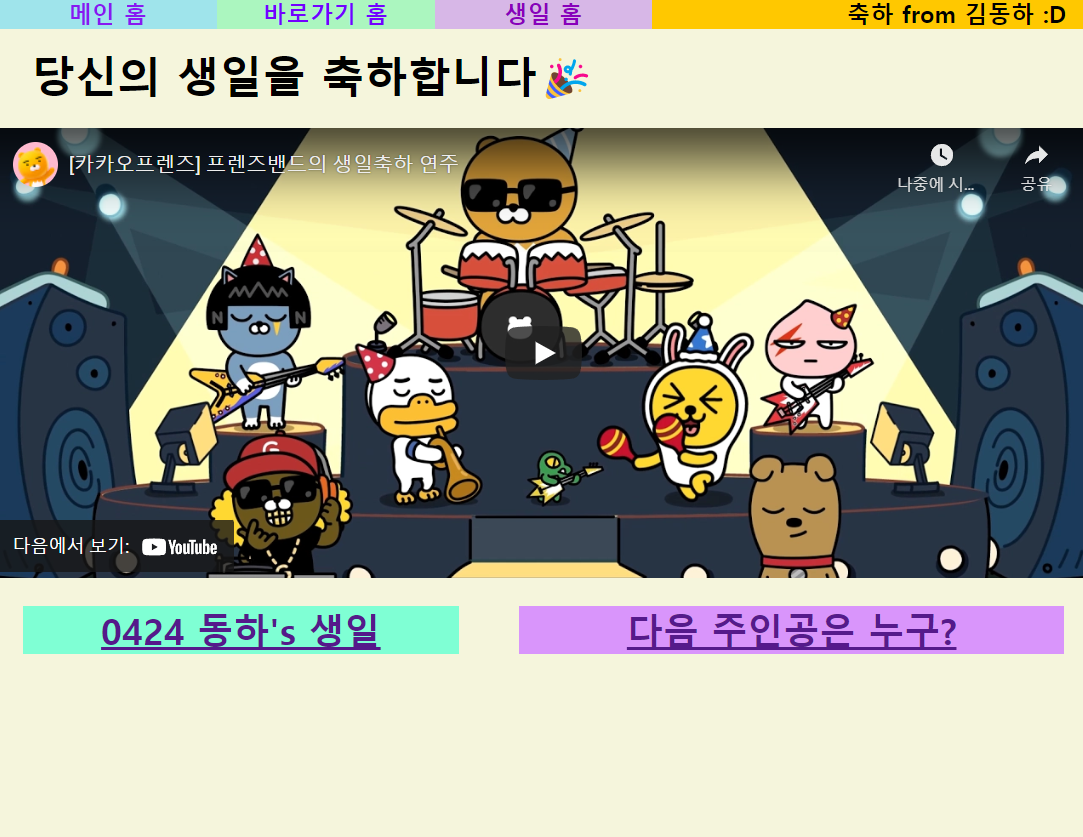 메인 홈 바로가기 홈 생일 홈 축하 from 김동하 :D
당신의 생일을 축하합니다🎉
[카카오프렌즈] 프렌즈밴드의 생일축하 연주
나중에 시... 공유
N N
G
다음에서 보기: YouTube
0424 동하's 생일 다음 주인공은 누구?